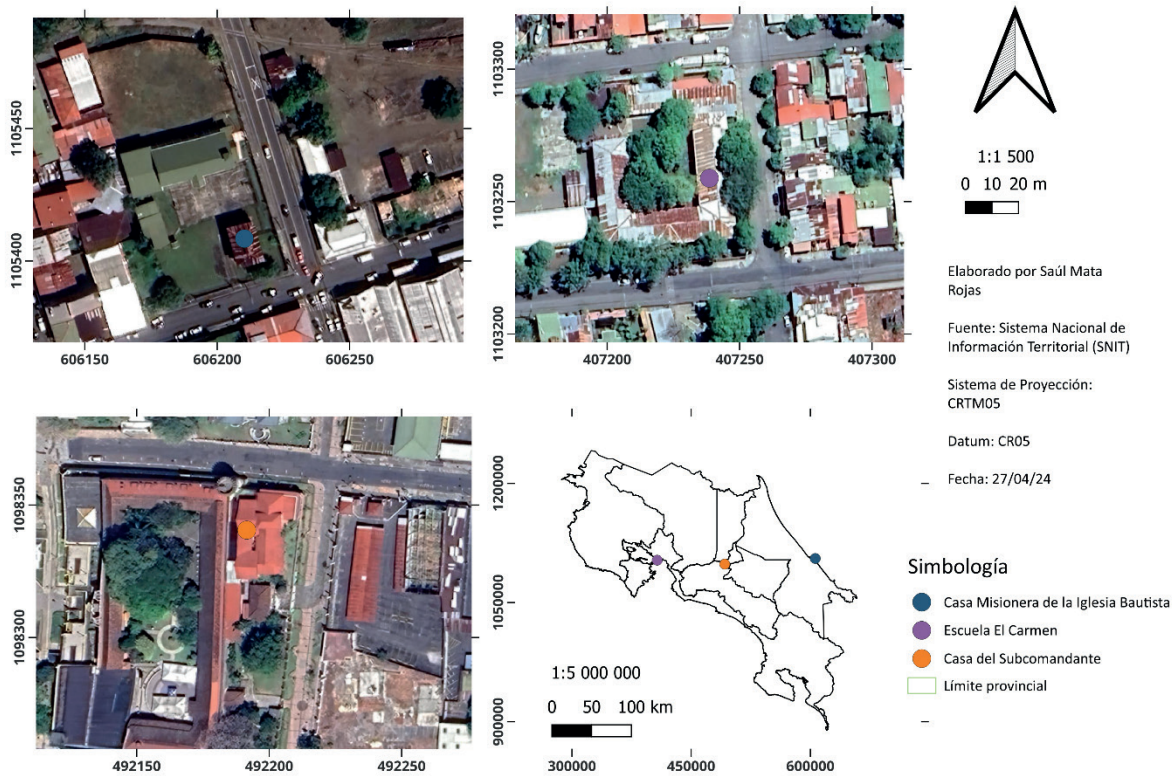 1105450
1105400
606150
606200
606250
1103300
1103250
1103200
407200
407250
407300
1:1 500
0 10 20 m
Elaborado por Saúl Mata
Rojas
Fuente: Sistema Nacional de
Información Territorial (SNIT)
Sistema de Proyección:
CRTM05
Datum: CR05
Fecha: 27/04/24
1098350
1098300
492150
492200
492250
1200000
1050000
900000
1:5 000 000
0 50 100 km
300000
450000
600000
Simbología
Casa Misionera de la Iglesia Bautista
Escuela El Carmen
Casa del Subcomandante
Límite provincial